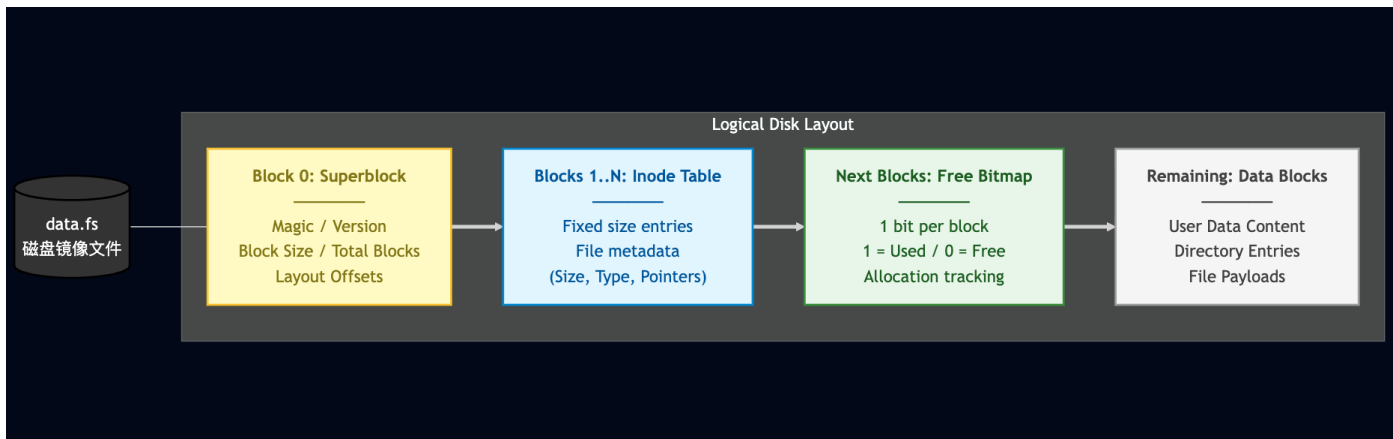 Logical Disk Layout
data.fs
磁盘镜像文件
Block 0: Superblock
Magic / Version
Block Size / Total Blocks
Layout Offsets
Blocks 1..N: Inode Table
Fixed size entries
File metadata
(Size, Type, Pointers)
Next Blocks: Free Bitmap
1 bit per block
1 = Used / 0 = Free
Allocation tracking
Remaining: Data Blocks
User Data Content
Directory Entries
File Payloads